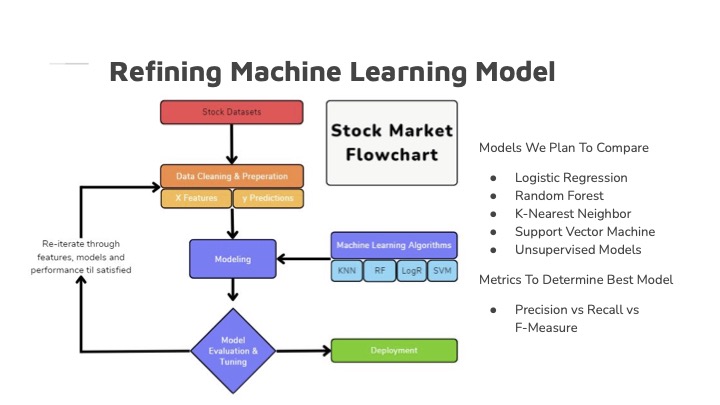 Refining Machine Learning Model
Stock Datasets
Stock Market
Flowchart
Data Cleaning & Preperation
X Features
y Predictions
Re-iterate through
features, models and
performance til satisfied
Modeling
Machine Learning Algorithms
KNN
RF
LogR
SVM
Model
Evaluation &
Tuning
Deployment
Models We Plan To Compare
● Logistic Regression
● Random Forest
● K-Nearest Neighbor
● Support Vector Machine
● Unsupervised Models
Metrics To Determine Best Model
● Precision vs Recall vs
F-Measure